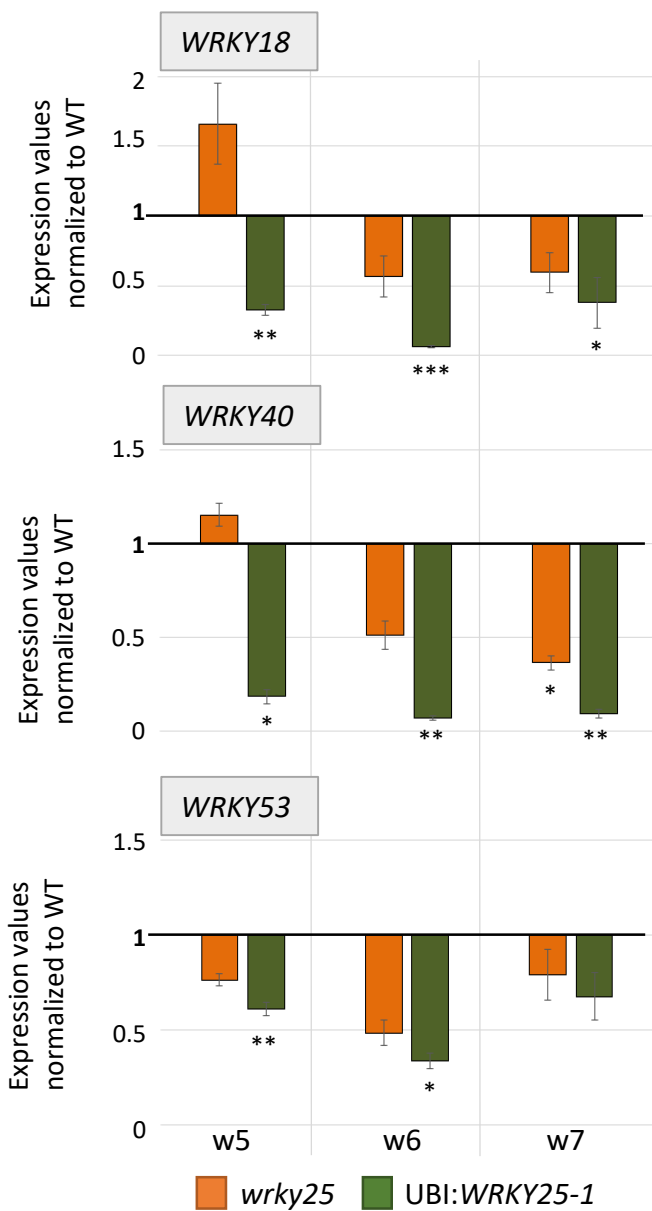 WRKY18
Expression values
normalized to WT
2
1.5
1
0.5
0
**
***
*
WRKY40
Expression values
normalized to WT
1.5
1
0.5
0
*
**
*
**
WRKY53
Expression values
normalized to WT
1.5
1
0.5
0
**
*
w5 w6 w7
wrky25 UBI:WRKY25-1